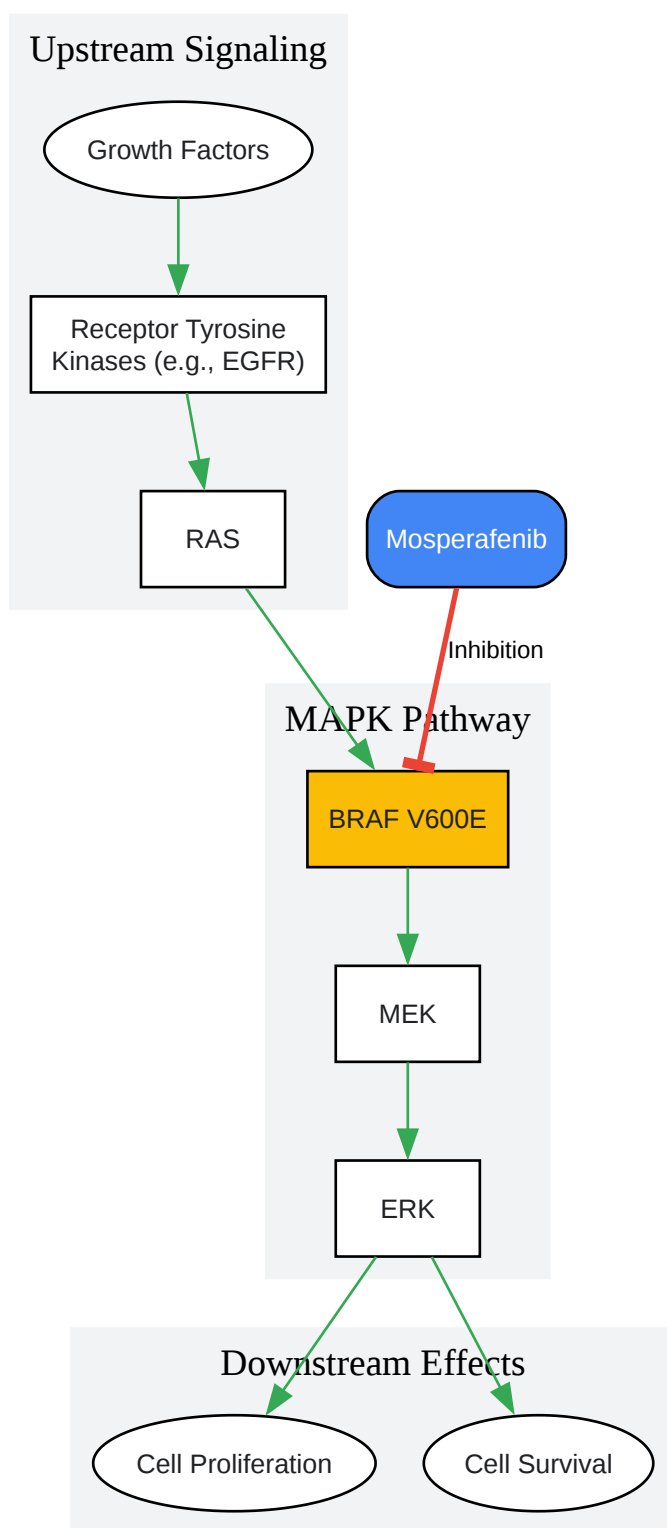 Upstream Signaling
Growth Factors
Receptor Tyrosine
Kinases (e.g., EGFR)
RAS
Mosperafenib
Inhibition
MAPK Pathway
BRAF V600E
MEK
ERK
Downstream Effects
Cell Proliferation
Cell Survival